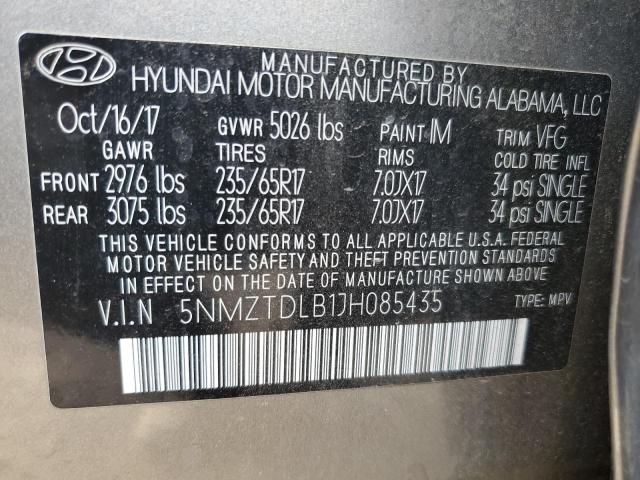 MANUFACTURED BY
HYUNDAI MOTOR MANUFACTURING ALABAMA, LLC
Oct/16/17 GVWR 5026 lbs PAINT IM TRIM VFG
GAWR TIRES RIMS COLD TIRE INFL
FRONT 2976 lbs 235/65R17 7.0JX17 34 psi SINGLE
REAR 3075 lbs 235/65R17 7.0JX17 34 psi SINGLE
THIS VEHICLE CONFORMS TO ALL APPLICABLE U.S.A. FEDERAL
MOTOR VEHICLE SAFETY AND THEFT PREVENTION STANDARDS
IN EFFECT ON THE DATE OF MANUFACTURE SHOWN ABOVE.
V.I.N 5NMZTDLB1JH085435 TYPE: MPV